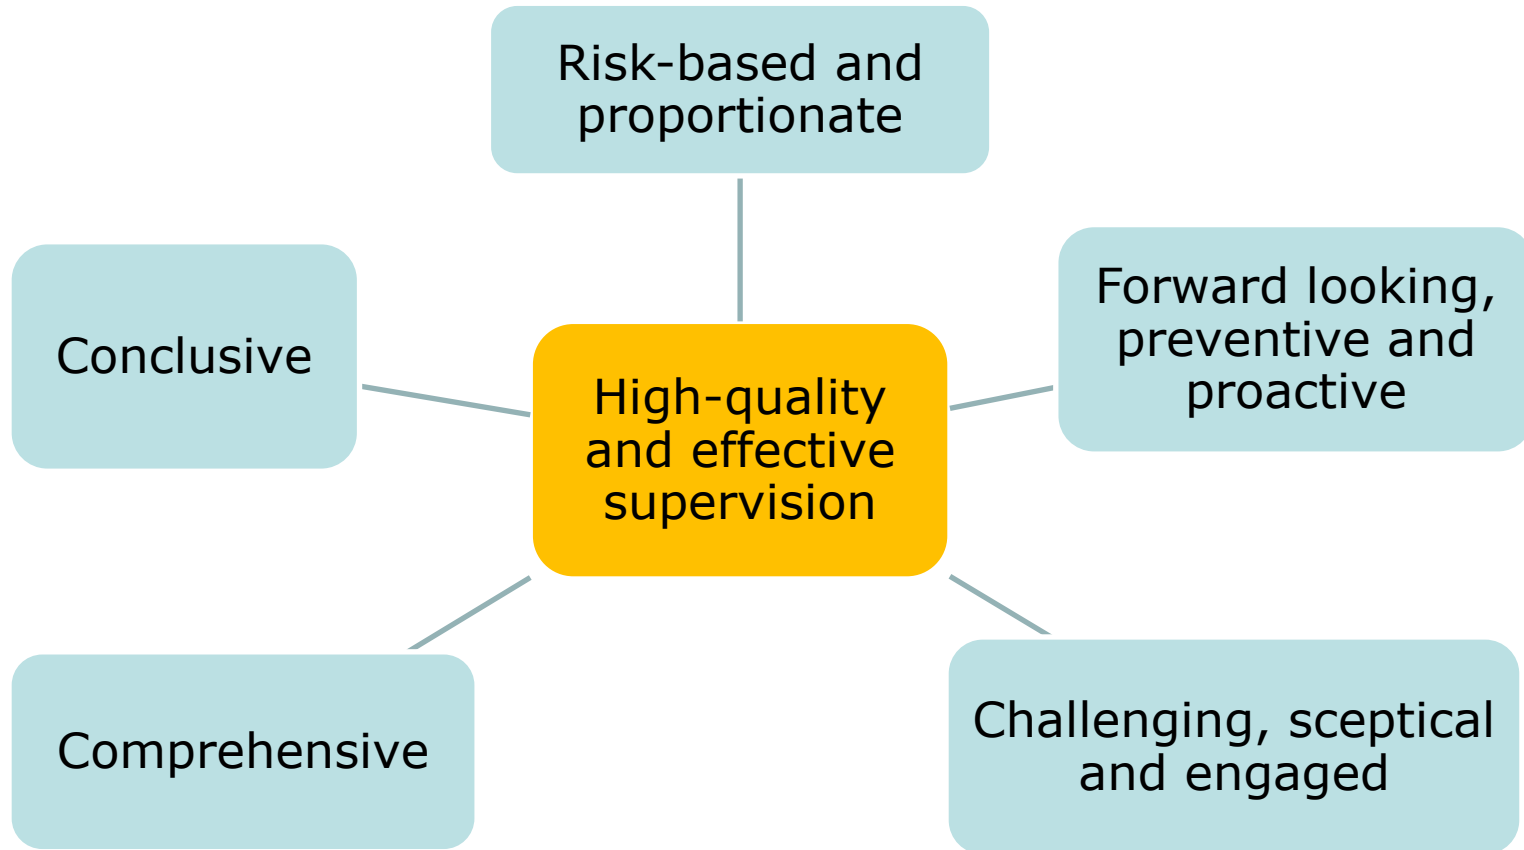 Risk-based and
proportionate
Forward looking,
preventive and
proactive
Conclusive
High-quality
and effective
supervision
Challenging, sceptical
and engaged
Comprehensive